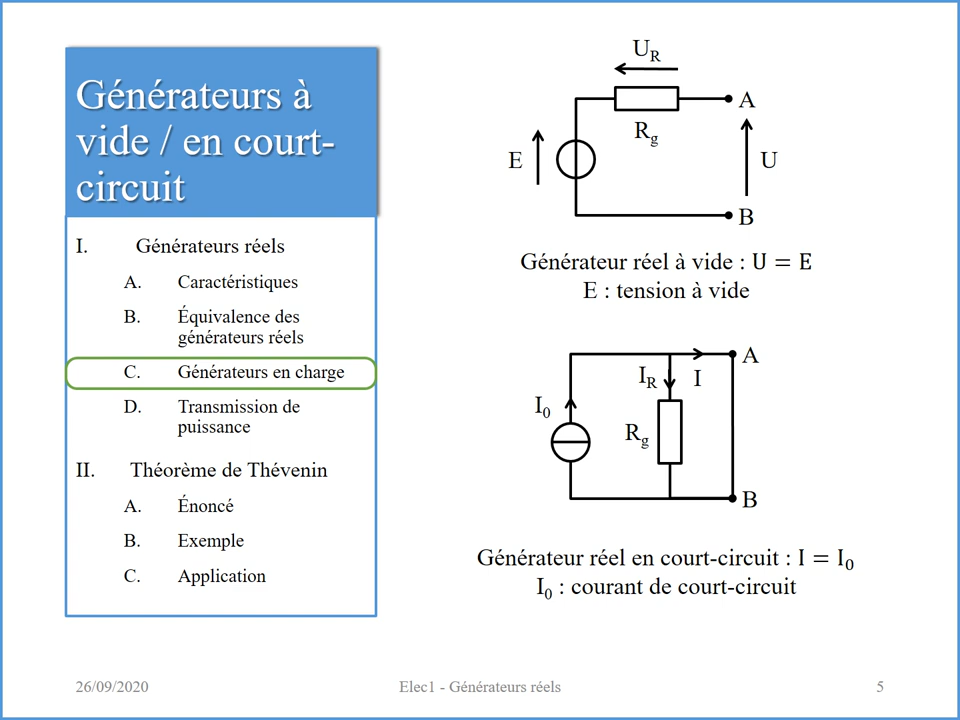 Générateurs à
vide / en court-
circuit
I. Générateurs réels
A. Caractéristiques
B. Équivalence des
générateurs réels
C. Générateurs en charge
D. Transmission de
puissance
II. Théorème de Thévenin
A. Énoncé
B. Exemple
C. Application
U_R
A
R_g
E
U
B
Générateur réel à vide : U = E
E : tension à vide
A
I_R
I
I_0
R_g
B
Générateur réel en court-circuit : I = I_0
I_0 : courant de court-circuit
26/09/2020
Elec1 - Générateurs réels
5